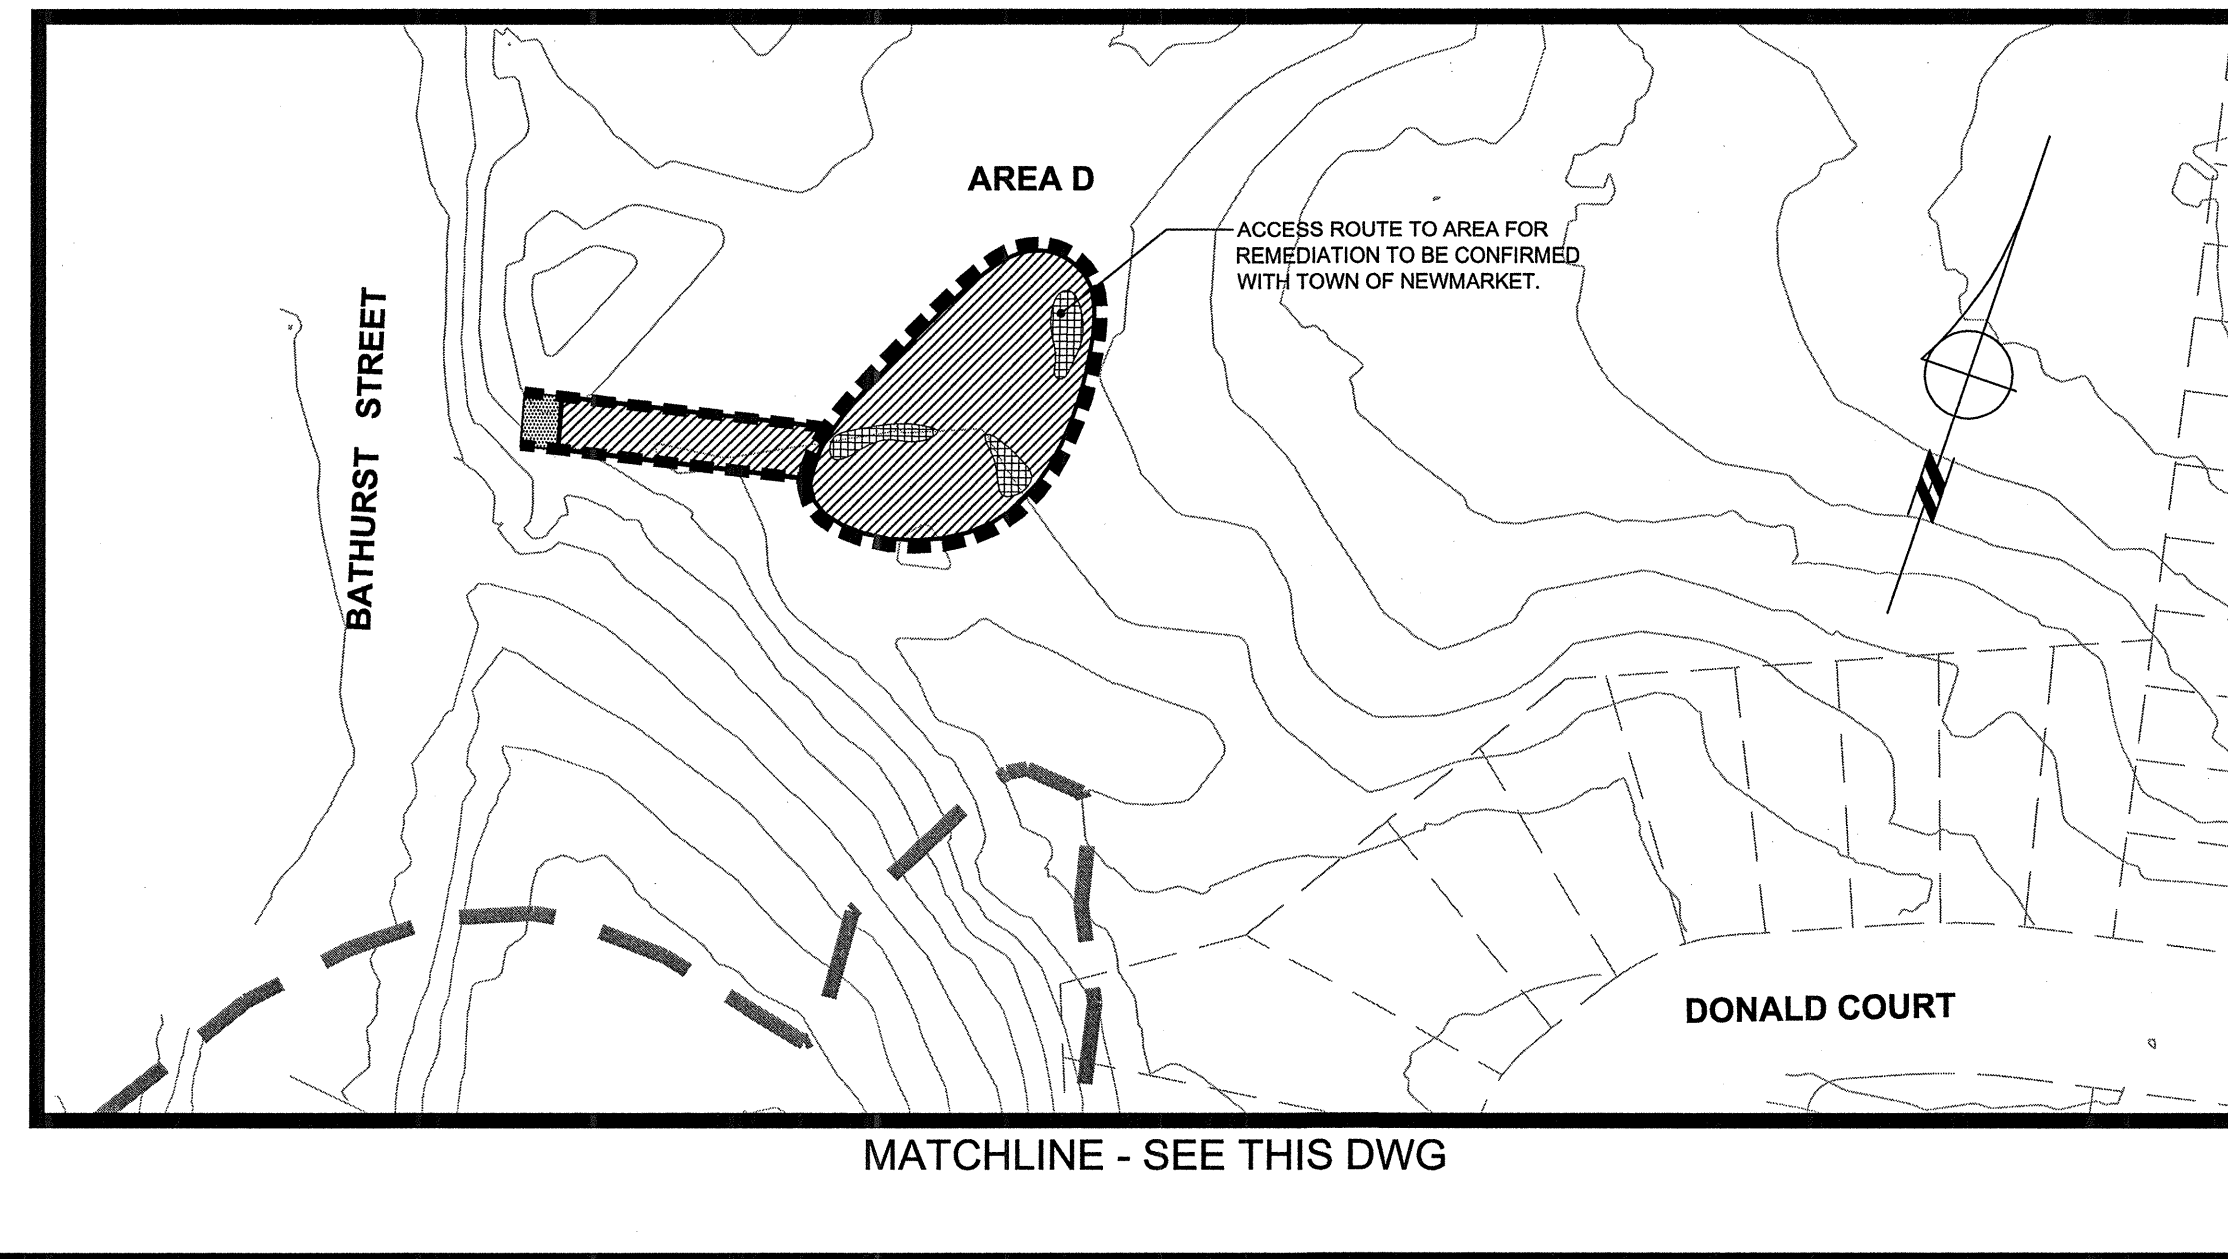 AREA D
ACCESS ROUTE TO AREA FOR
REMEDIATION TO BE CONFIRMED
WITH TOWN OF NEWMARKET.
BATHURST STREET
DONALD COURT
MATCHLINE - SEE THIS DWG